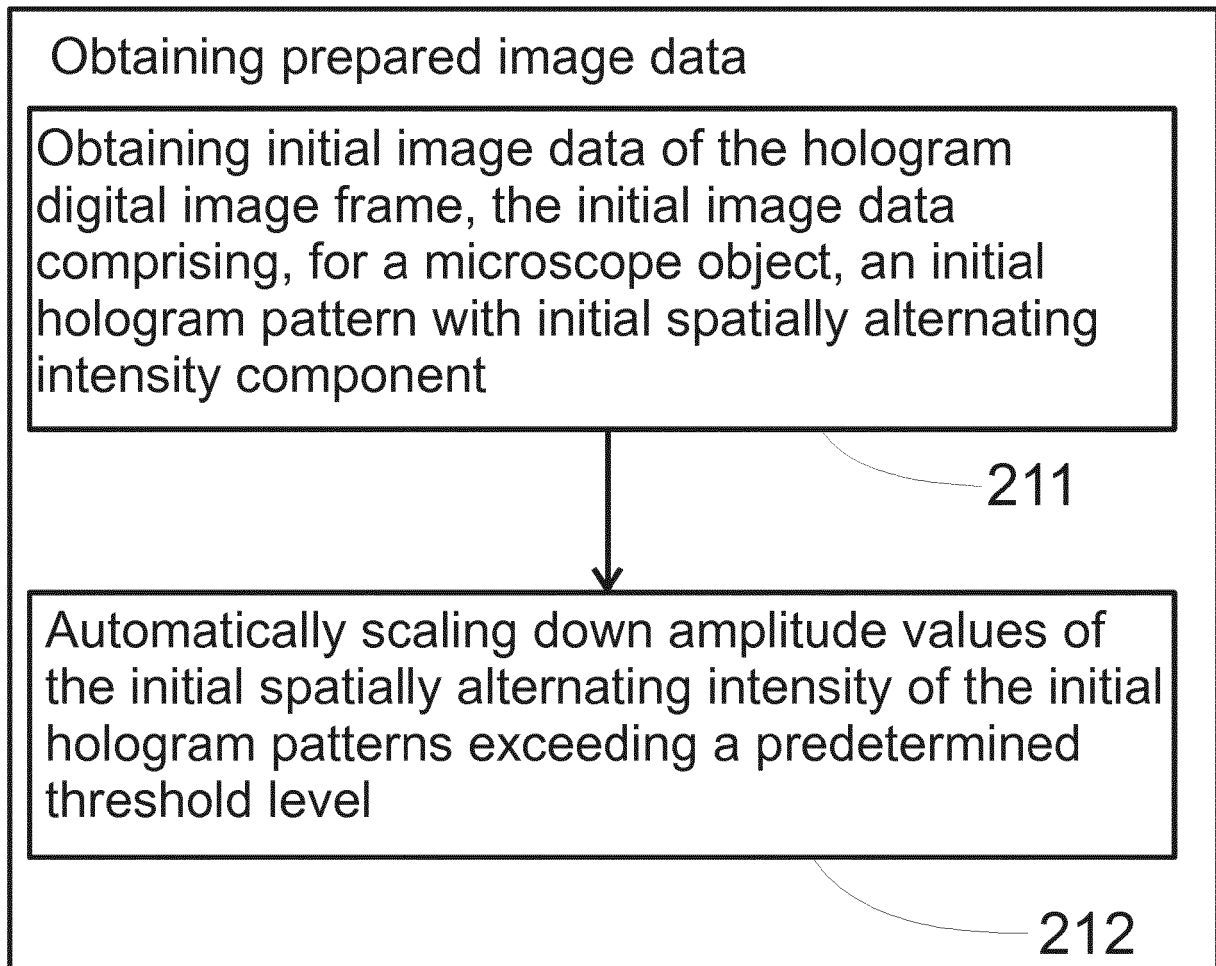 Obtaining prepared image data
Obtaining initial image data of the hologram
digital image frame, the initial image data
comprising, for a microscope object, an initial
hologram pattern with initial spatially alternating
intensity component
211
Automatically scaling down amplitude values of
the initial spatially alternating intensity of the initial
hologram patterns exceeding a predetermined
threshold level
212